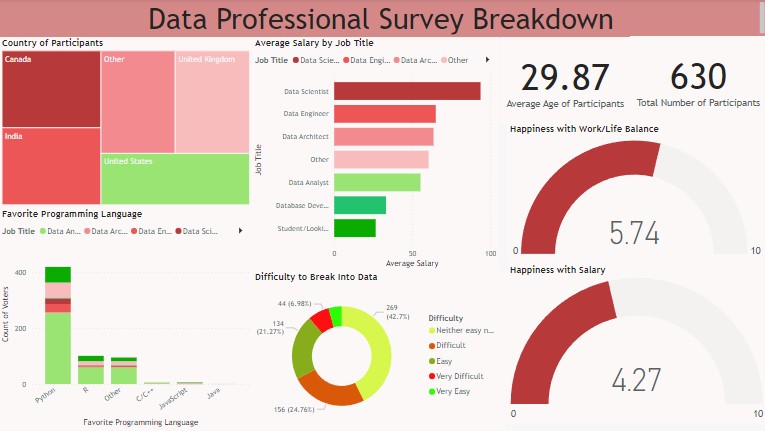 Data Professional Survey Breakdown
Country of Participants
Canada
Other
United Kingdom
India
United States
Average Salary by Job Title
Job Title Data Scie... Data Engi... Data Arc... Other
Job Title
Data Scientist
Data Engineer
Data Architect
Other
Data Analyst
Database Deve...
Student/Looki...
0 50 100
Average Salary
29.87
Average Age of Participants
630
Total Number of Participants
Happiness with Work/Life Balance
5.74
0 10
Favorite Programming Language
Job Title Data An... Data Arc... Data En... Data Sci...
Count of Voters
400
200
0
Python R Other C/C++ JavaScript Java
Favorite Programming Language
Difficulty to Break Into Data
44 (6.98%)
269
(42.7%)
134
(21.27%)
156 (24.76%)
Difficulty
Neither easy n...
Difficult
Easy
Very Difficult
Very Easy
Happiness with Salary
4.27
0 10